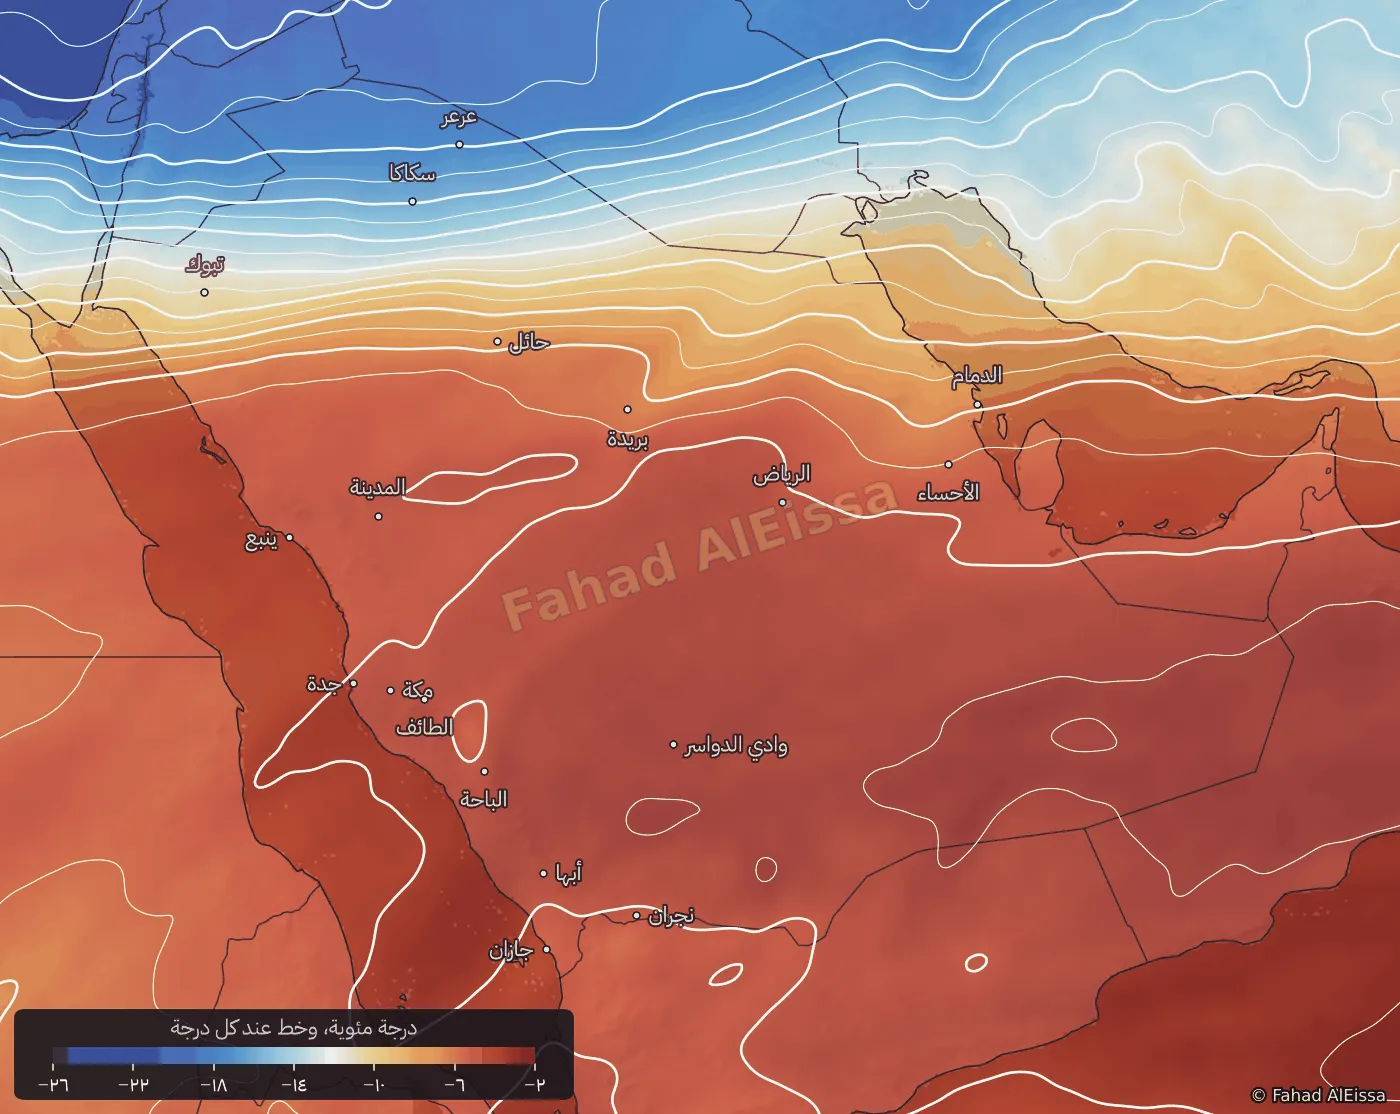 عرعر
سكاكا
تبوك
حائل
الدمام
بريدة
الرياض
المدينة
الأحساء
ينبع
Fahad AlEissa
جدة
مكة
الطائف
وادي الدواسر
الباحة
أبها
نجران
جازان
درجة مئوية، وخط عند كل درجة
−٢٦ −٢٢ −١٨ −١٤ −١٠ −٦ −٢
© Fahad AlEissa